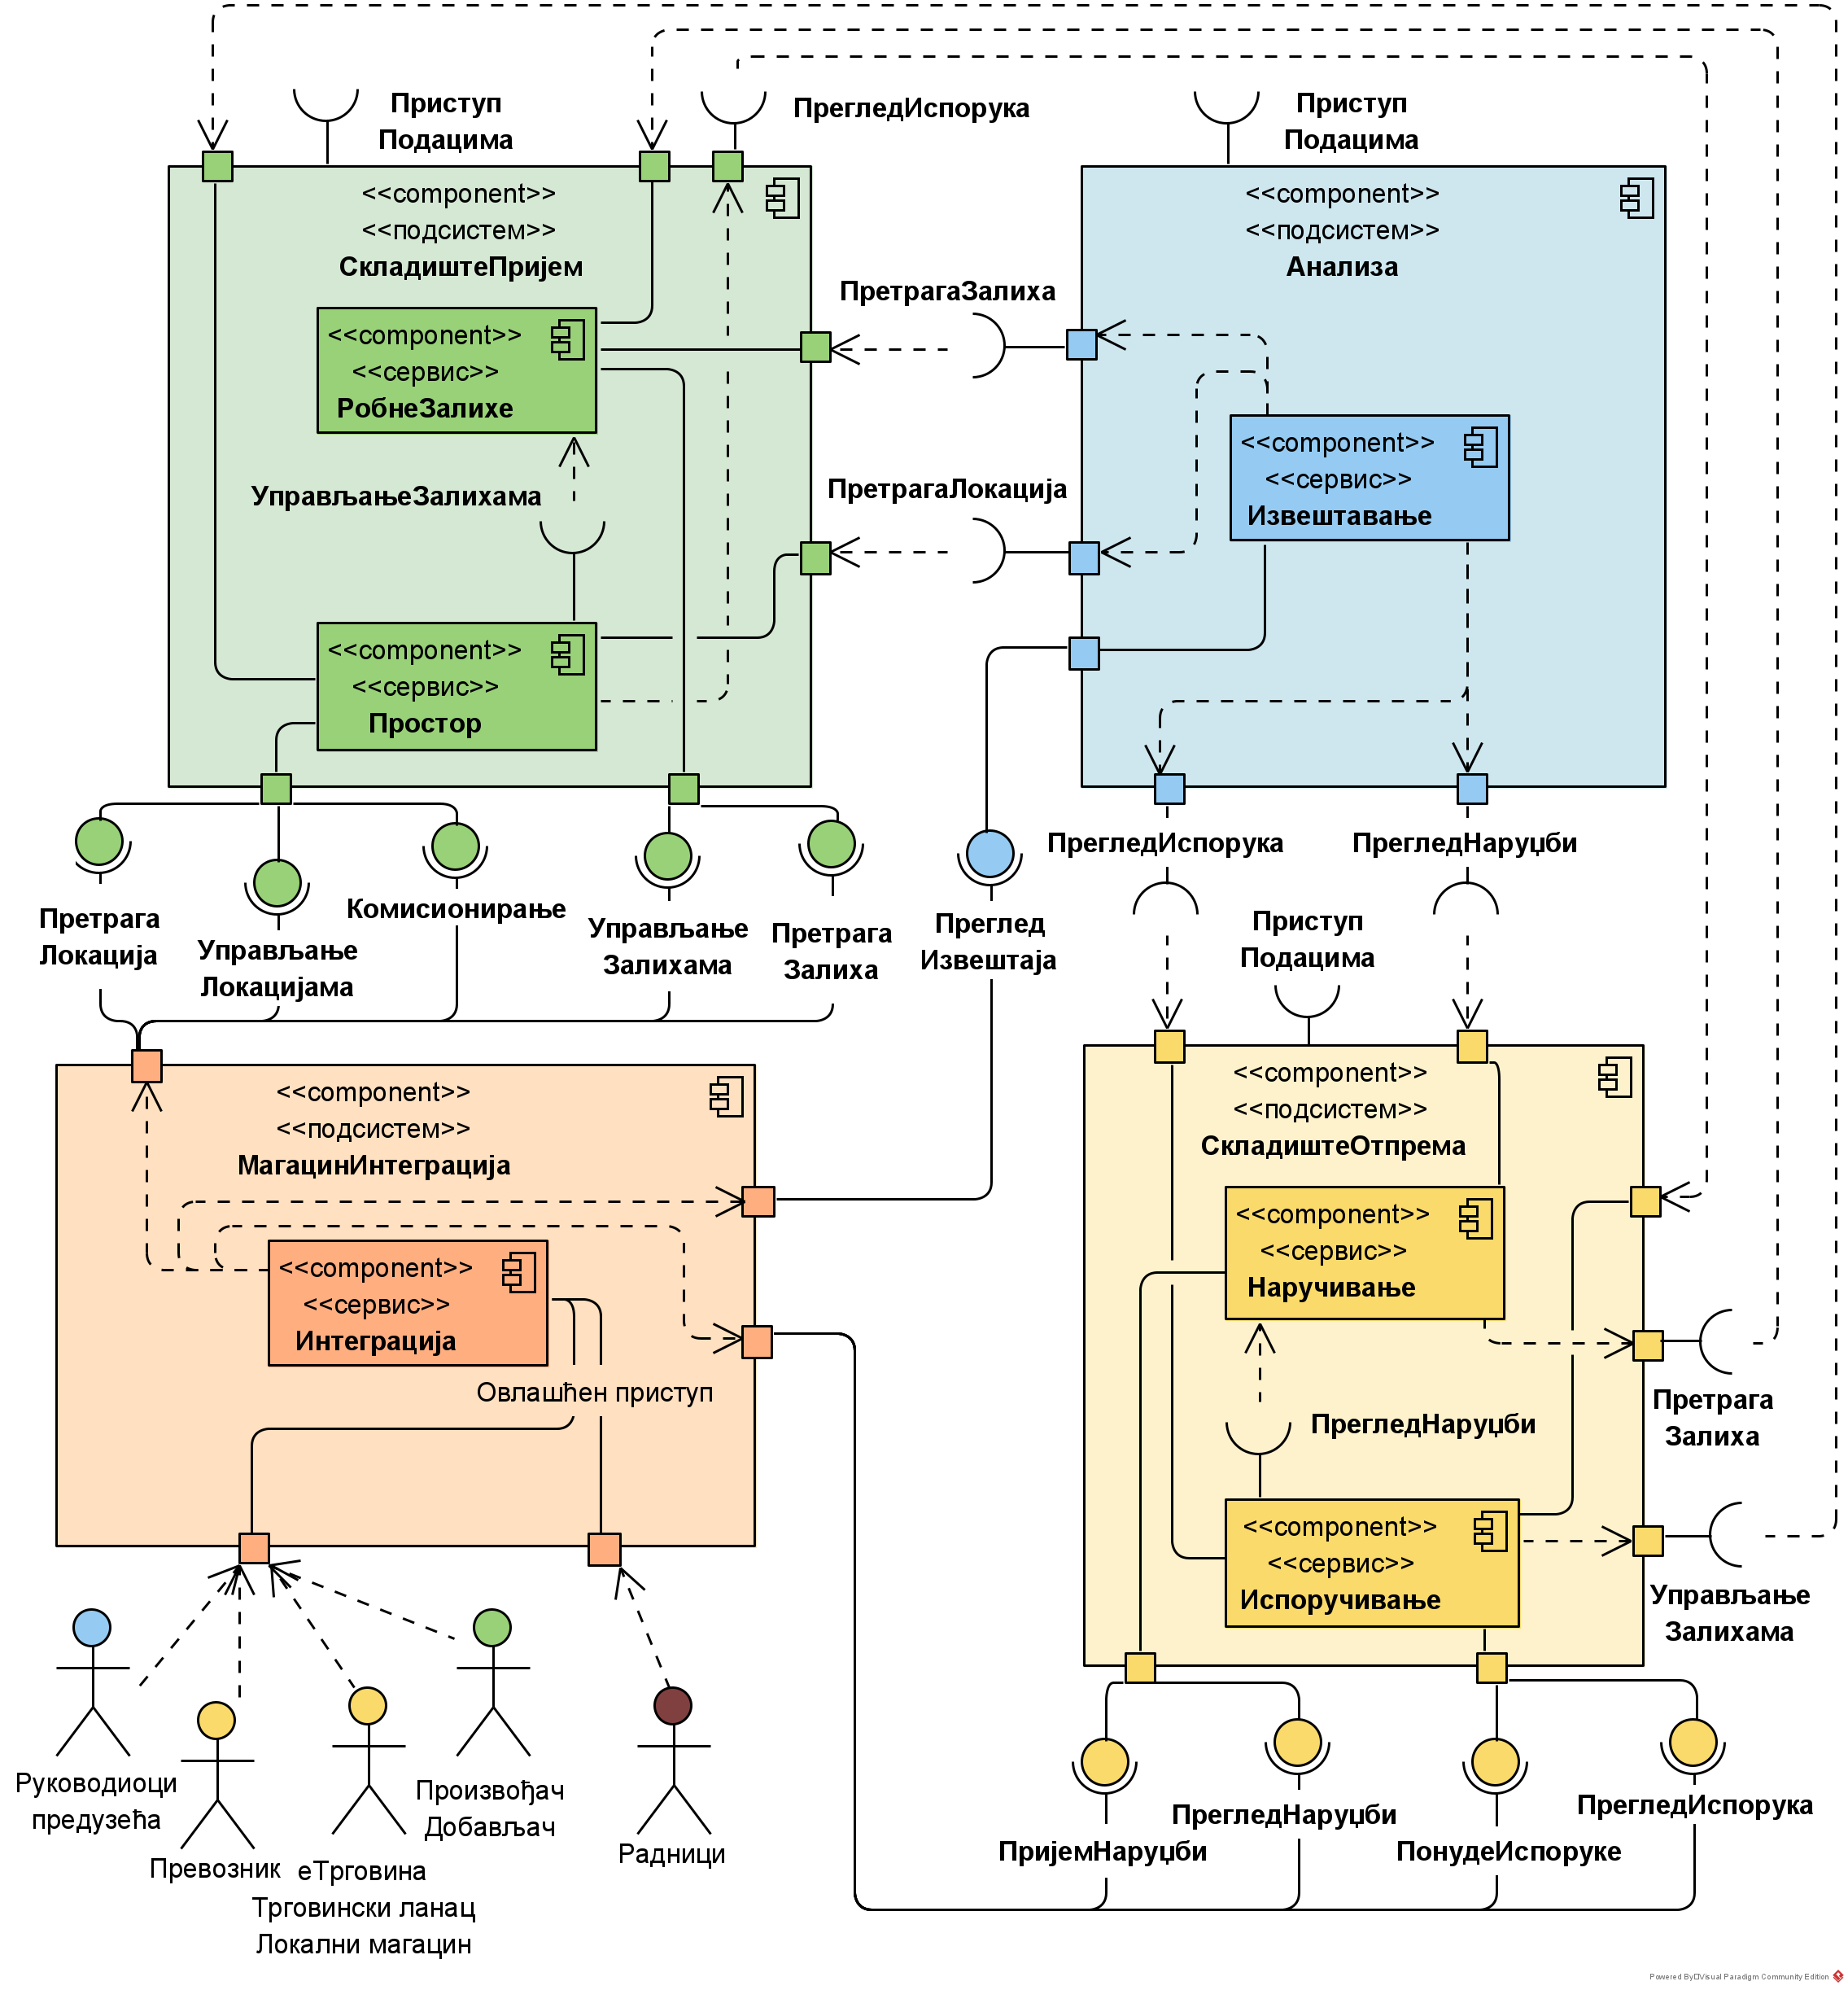 Приступ
Подацима
ПрегледИспорука
Приступ
Подацима
<<component>>
<<подсистем>>
СкладиштеПријем
<<component>>
<<подсистем>>
Анализа
ПретрагаЗалиха
<<component>>
<<сервис>>
РобнеЗалихе
<<component>>
<<сервис>>
Извештавање
УправљањеЗалихама
ПретрагаЛокација
<<component>>
<<сервис>>
Простор
ПрегледИспорука
ПрегледНаруџби
Претрага
Локација
Управљање
Локацијама
Комисионирање
Управљање
Залихама
Претрага
Залиха
Преглед
Извештаја
Приступ
Подацима
<<component>>
<<подсистем>>
МагацинИнтеграција
<<component>>
<<подсистем>>
СкладиштеОтпрема
<<component>>
<<сервис>>
Интеграција
<<component>>
<<сервис>>
Наручивање
Овлашћен приступ
ПрегледНаруџби
Претрага
Залиха
<<component>>
<<сервис>>
Испоручивање
Управљање
Залихама
Руководиоци
предузећа
Превозник
еТрговина
Трговински ланац
Локални магацин
Произвођач
Добављач
Радници
ПријемНаруџби
ПрегледНаруџби
ПонудеИспоруке
ПрегледИспорука
Powered By□Visual Paradigm Community Edition